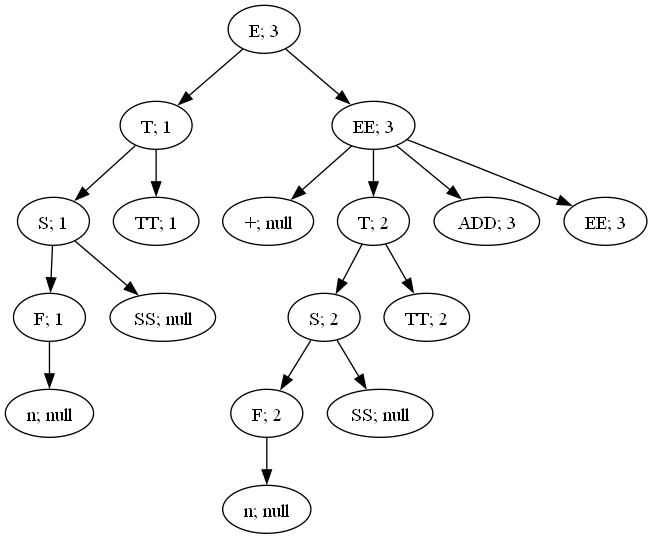 E; 3
T; 1
EE; 3
S; 1
TT; 1
+; null
T; 2
ADD; 3
EE; 3
F; 1
SS; null
S; 2
TT; 2
n; null
F; 2
SS; null
n; null